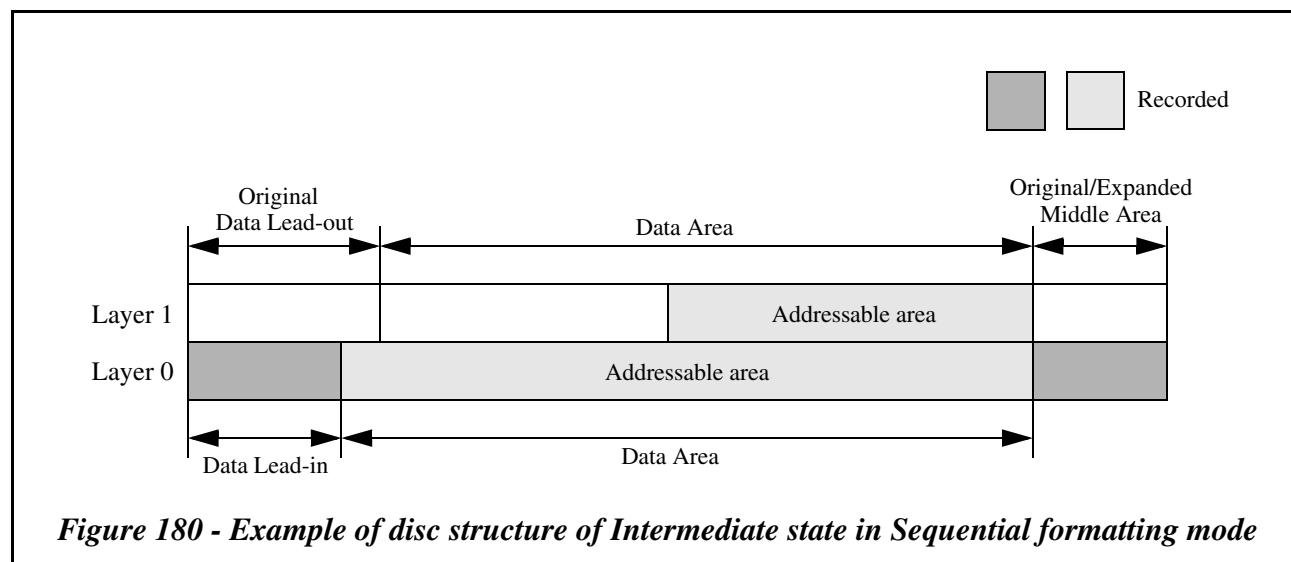 Recorded
Original
Data Lead-out
Data Area
Original/Expanded
Middle Area
Layer 1
Addressable area
Layer 0
Addressable area
Data Lead-in
Data Area
Figure 180 - Example of disc structure of Intermediate state in Sequential formatting mode